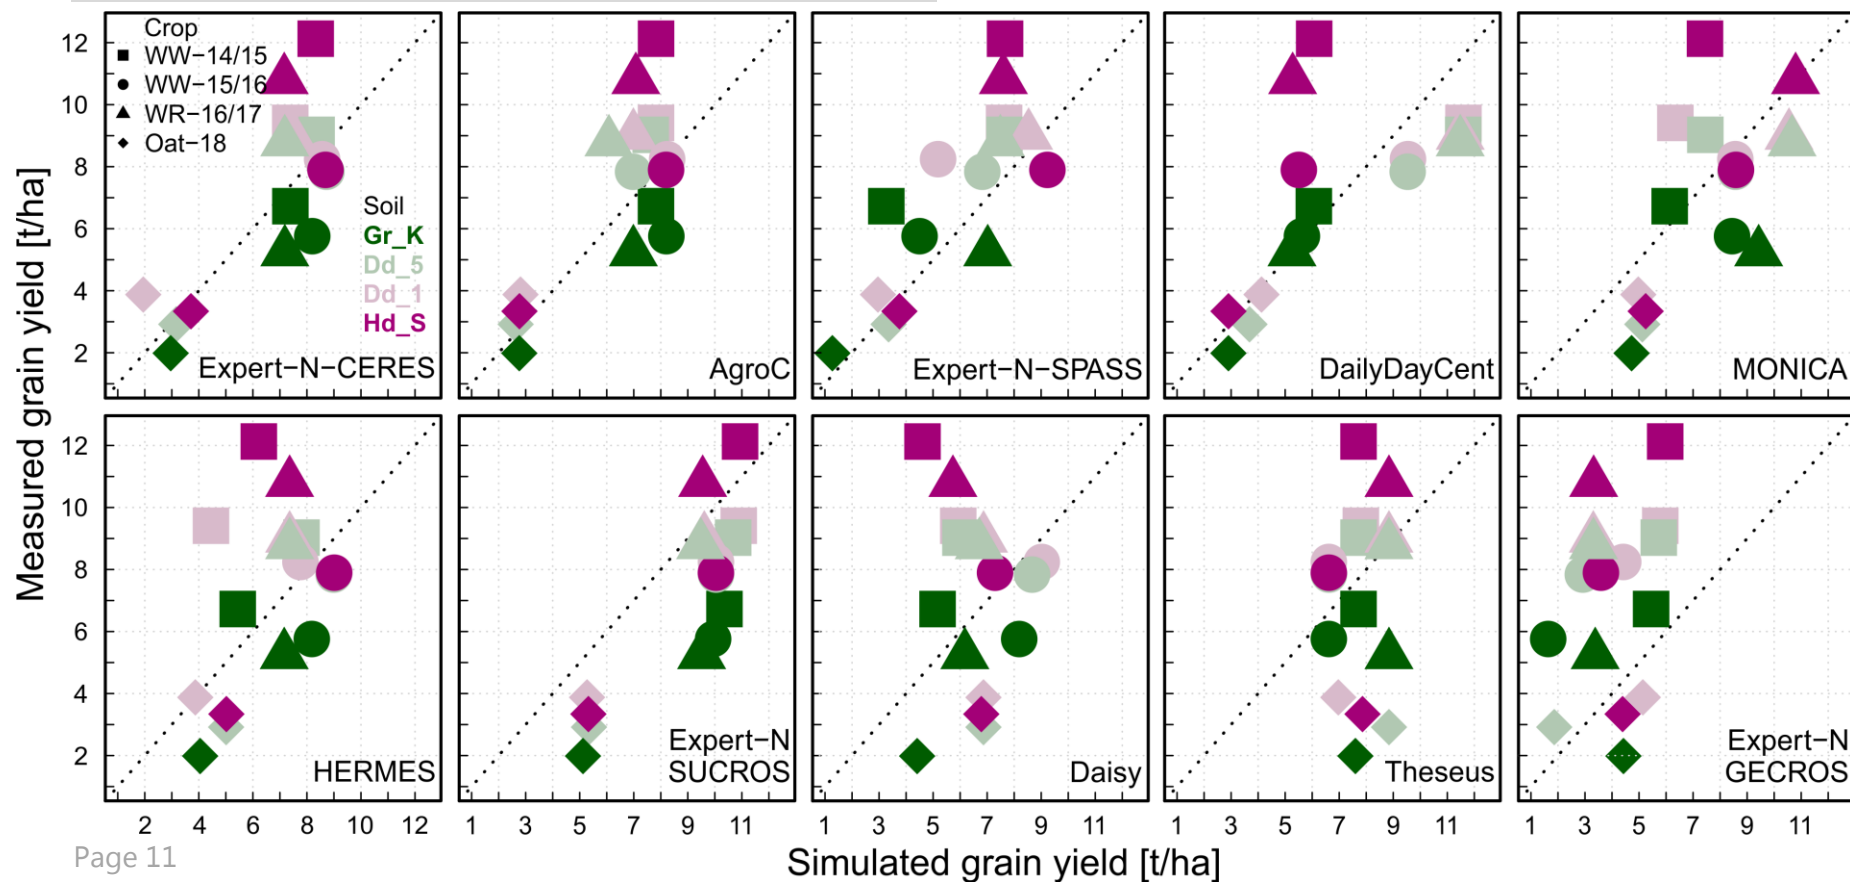 Crop
WW−14/15
WW−15/16
WR−16/17
Oat−18
Soil
Gr_K
Dd_5
Dd_1
Hd_S
Measured grain yield [t/ha]
12
10
8
6
4
2
Expert−N−CERES
AgroC
Expert−N−SPASS
DailyDayCent
MONICA
12
10
8
6
4
2
HERMES
Expert−N
SUCROS
Daisy
Theseus
Expert−N
GECROS
2 4 6 8 10 12
1 3 5 7 9 11
1 3 5 7 9 11
1 3 5 7 9 11
1 3 5 7 9 11
Simulated grain yield [t/ha]
Page 11